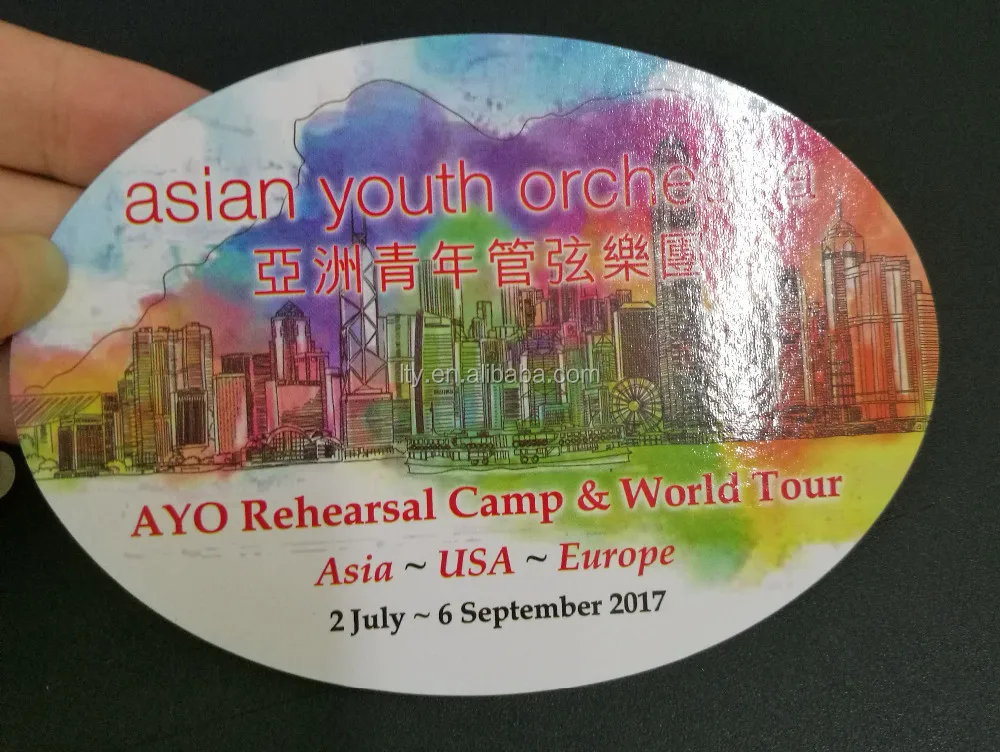 asian youth orchestra
亞洲青年管弦樂團
lty.en.alibaba.com
AYO Rehearsal Camp & World Tour
Asia ~ USA ~ Europe
2 July ~ 6 September 2017